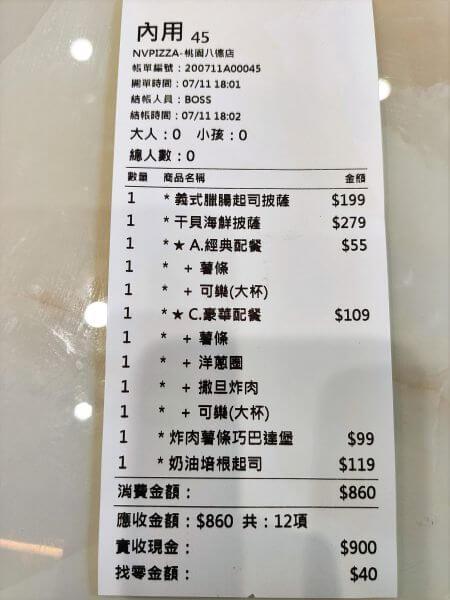 內用 45
NVPIZZA-桃園八德店
帳單編號：200711A00045
開單時間：07/11 18:01
結帳人員：BOSS
結帳時間：07/11 18:02
大人：0 小孩：0
總人數：0
數量 商品名稱 金額
1 *義式臘腸起司披薩 $199
1 *干貝海鮮披薩 $279
1 *★ A.經典配餐 $55
1 * + 薯條
1 * + 可樂(大杯)
1 *★ C.豪華配餐 $109
1 * + 薯條
1 * + 洋蔥圈
1 * + 撒旦炸肉
1 * + 可樂(大杯)
1 *炸肉薯條巧巴達堡 $99
1 *奶油培根起司 $119
消費金額： $860
應收金額：$860 共：12項
實收現金： $900
找零金額： $40